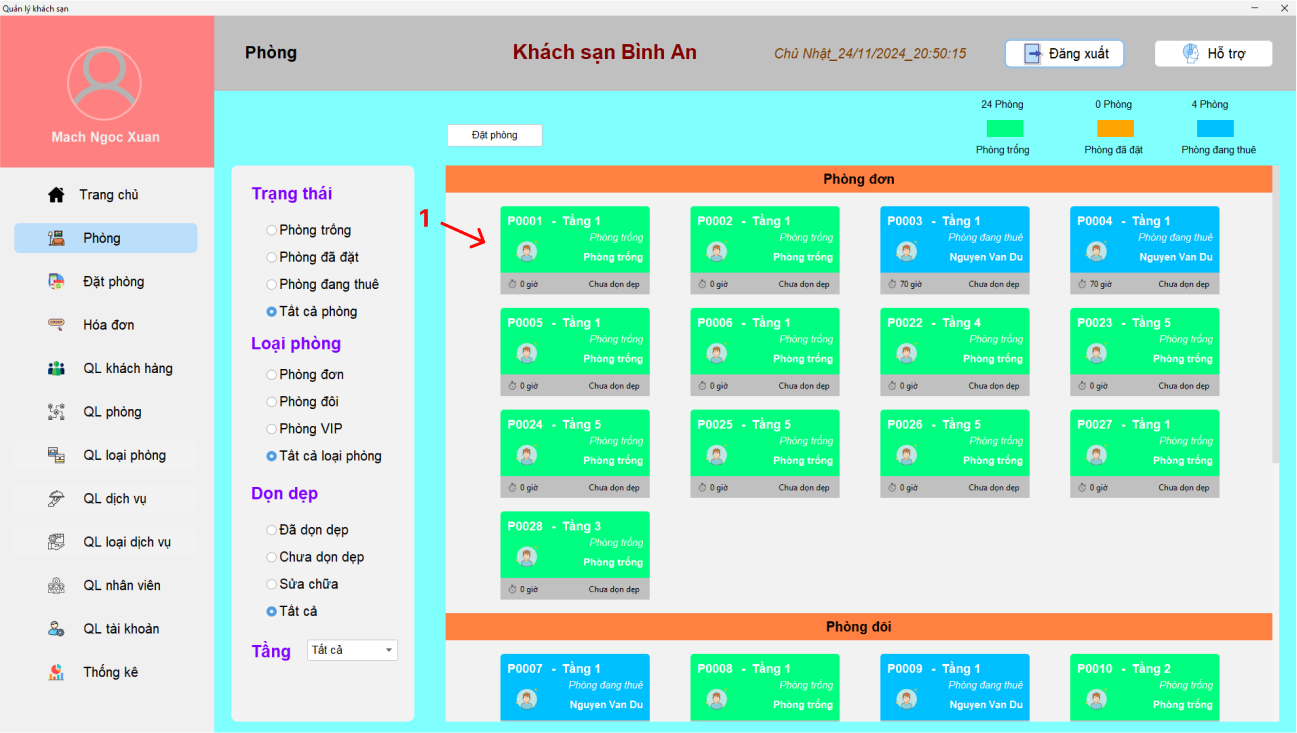 Quản lý khách sạn
Mach Ngoc Xuan
Trang chủ
Phòng
Đặt phòng
Hóa đơn
QL khách hàng
QL phòng
QL loại phòng
QL dịch vụ
QL loại dịch vụ
QL nhân viên
QL tài khoản
Thống kê
Phòng
Khách sạn Bình An
Chủ Nhật_24/11/2024_20:50:15
Đăng xuất
Hỗ trợ
24 Phòng 0 Phòng 4 Phòng
Phòng trống Phòng đã đặt Phòng đang thuê
Đặt phòng
Trạng thái
Phòng trống
Phòng đã đặt
Phòng đang thuê
Tất cả phòng
Loại phòng
Phòng đơn
Phòng đôi
Phòng VIP
Tất cả loại phòng
Dọn dẹp
Đã dọn dẹp
Chưa dọn dẹp
Sửa chữa
Tất cả
Tầng Tất cả
1
Phòng đơn
P0001 - Tầng 1
Phòng trống
Phòng trống
0 giờ Chưa dọn dẹp
P0002 - Tầng 1
Phòng trống
Phòng trống
0 giờ Chưa dọn dẹp
P0003 - Tầng 1
Phòng đang thuê
Nguyen Van Du
70 giờ Chưa dọn dẹp
P0004 - Tầng 1
Phòng đang thuê
Nguyen Van Du
70 giờ Chưa dọn dẹp
P0005 - Tầng 1
Phòng trống
Phòng trống
0 giờ Chưa dọn dẹp
P0006 - Tầng 1
Phòng trống
Phòng trống
0 giờ Chưa dọn dẹp
P0022 - Tầng 4
Phòng trống
Phòng trống
0 giờ Chưa dọn dẹp
P0023 - Tầng 5
Phòng trống
Phòng trống
0 giờ Chưa dọn dẹp
P0024 - Tầng 5
Phòng trống
Phòng trống
0 giờ Chưa dọn dẹp
P0025 - Tầng 5
Phòng trống
Phòng trống
0 giờ Chưa dọn dẹp
P0026 - Tầng 5
Phòng trống
Phòng trống
0 giờ Chưa dọn dẹp
P0027 - Tầng 1
Phòng trống
Phòng trống
0 giờ Chưa dọn dẹp
P0028 - Tầng 3
Phòng trống
Phòng trống
0 giờ Chưa dọn dẹp
Phòng đôi
P0007 - Tầng 1
Phòng đang thuê
Nguyen Van Du
P0008 - Tầng 1
Phòng trống
Phòng trống
P0009 - Tầng 1
Phòng đang thuê
Nguyen Van Du
P0010 - Tầng 2
Phòng trống
Phòng trống